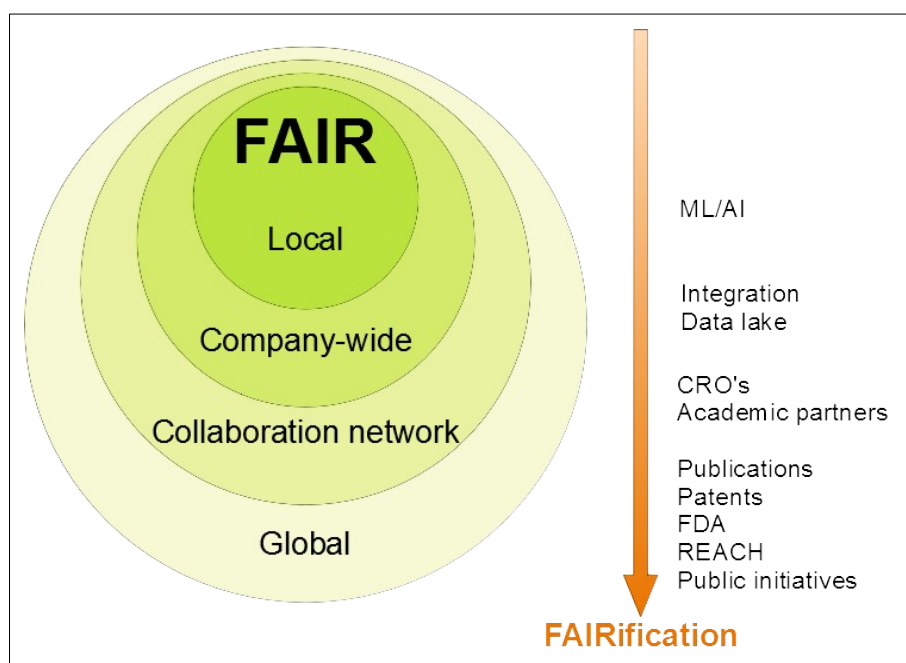 FAIR
Local
Company-wide
Collaboration network
Global
ML/AI
Integration
Data lake
CRO's
Academic partners
Publications
Patents
FDA
REACH
Public initiatives
FAIRification